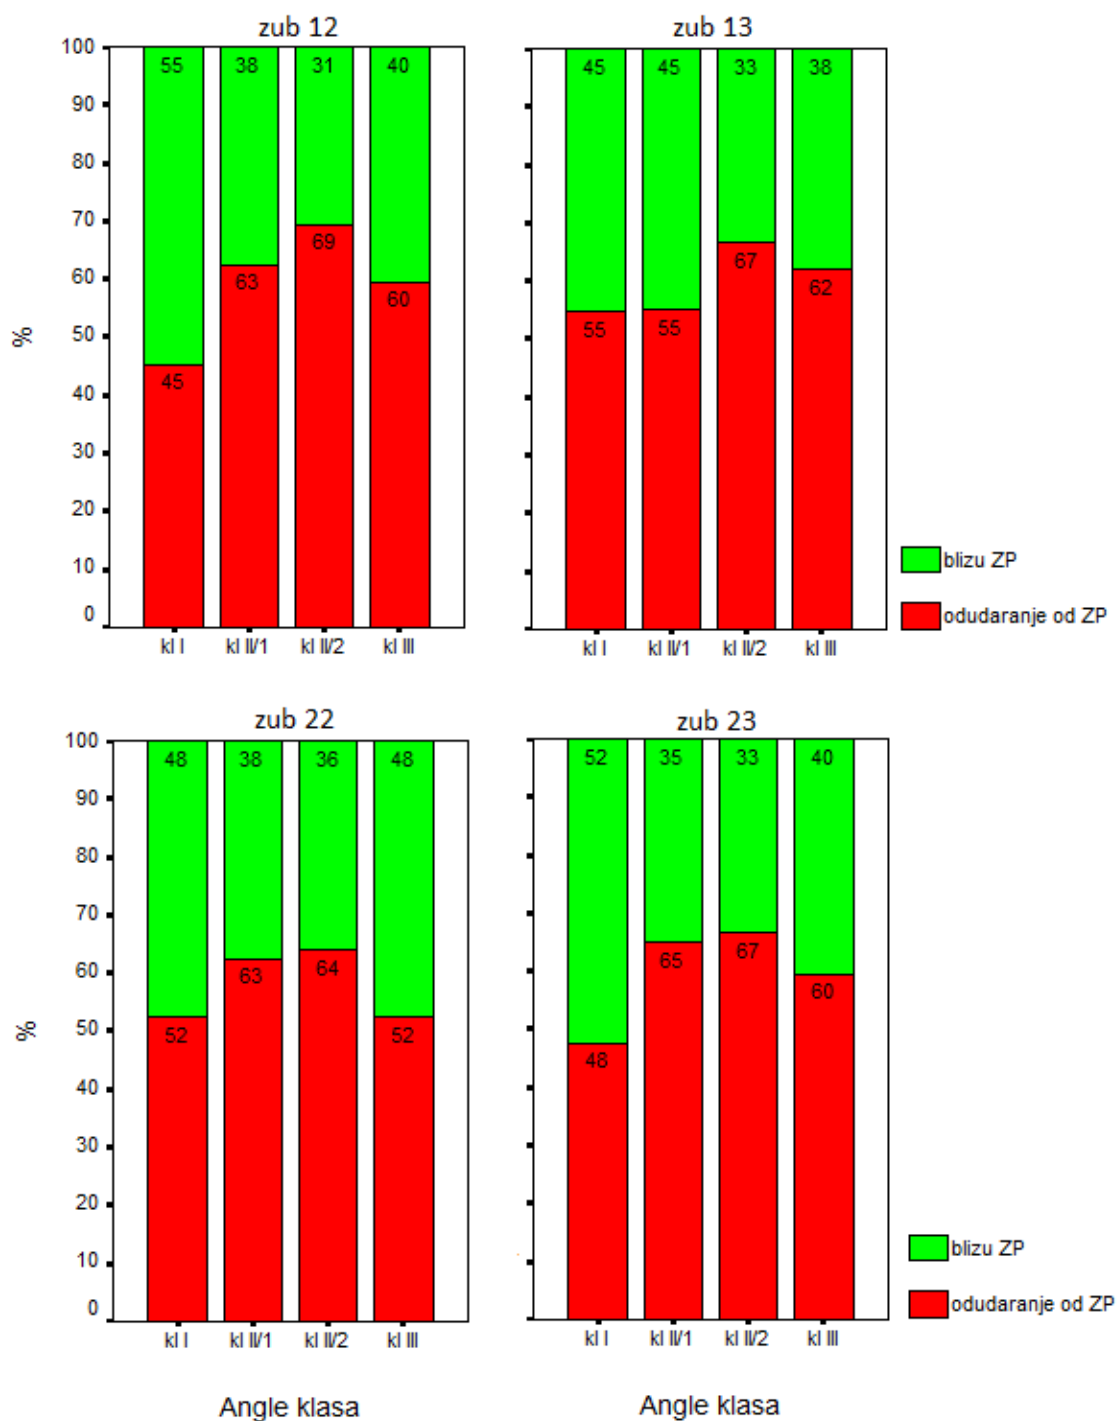 zub 12
zub 13
100
90
80
70
60
50
40
30
20
10
0
%
55 38 31 40
45 63 69 60
kl I kl II/1 kl II/2 kl III
45 45 33 38
55 55 67 62
kl I kl II/1 kl II/2 kl III
blizu ZP
odudaranje od ZP
zub 22
zub 23
100
90
80
70
60
50
40
30
20
10
0
%
48 38 36 48
52 63 64 52
kl I kl II/1 kl II/2 kl III
52 35 33 40
48 65 67 60
kl I kl II/1 kl II/2 kl III
blizu ZP
odudaranje od ZP
Angle klasa
Angle klasa